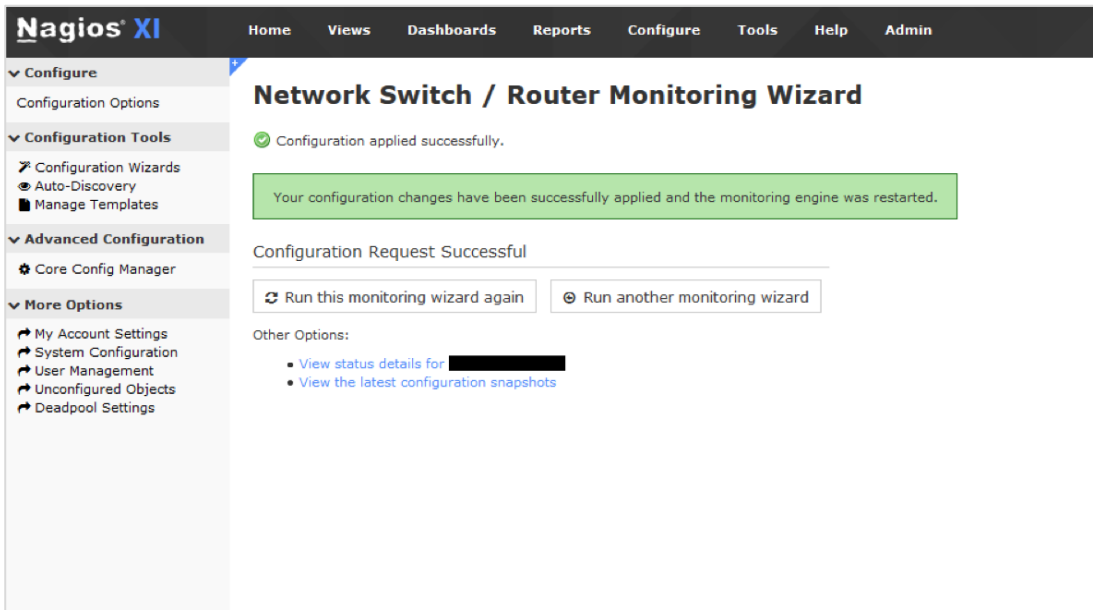 Nagios® XI
Home Views Dashboards Reports Configure Tools Help Admin
Configure
Configuration Options
Configuration Tools
Configuration Wizards
Auto-Discovery
Manage Templates
Advanced Configuration
Core Config Manager
More Options
My Account Settings
System Configuration
User Management
Unconfigured Objects
Deadpool Settings
Network Switch / Router Monitoring Wizard
Configuration applied successfully.
Your configuration changes have been successfully applied and the monitoring engine was restarted.
Configuration Request Successful
Run this monitoring wizard again
Run another monitoring wizard
Other Options:
View status details for
View the latest configuration snapshots